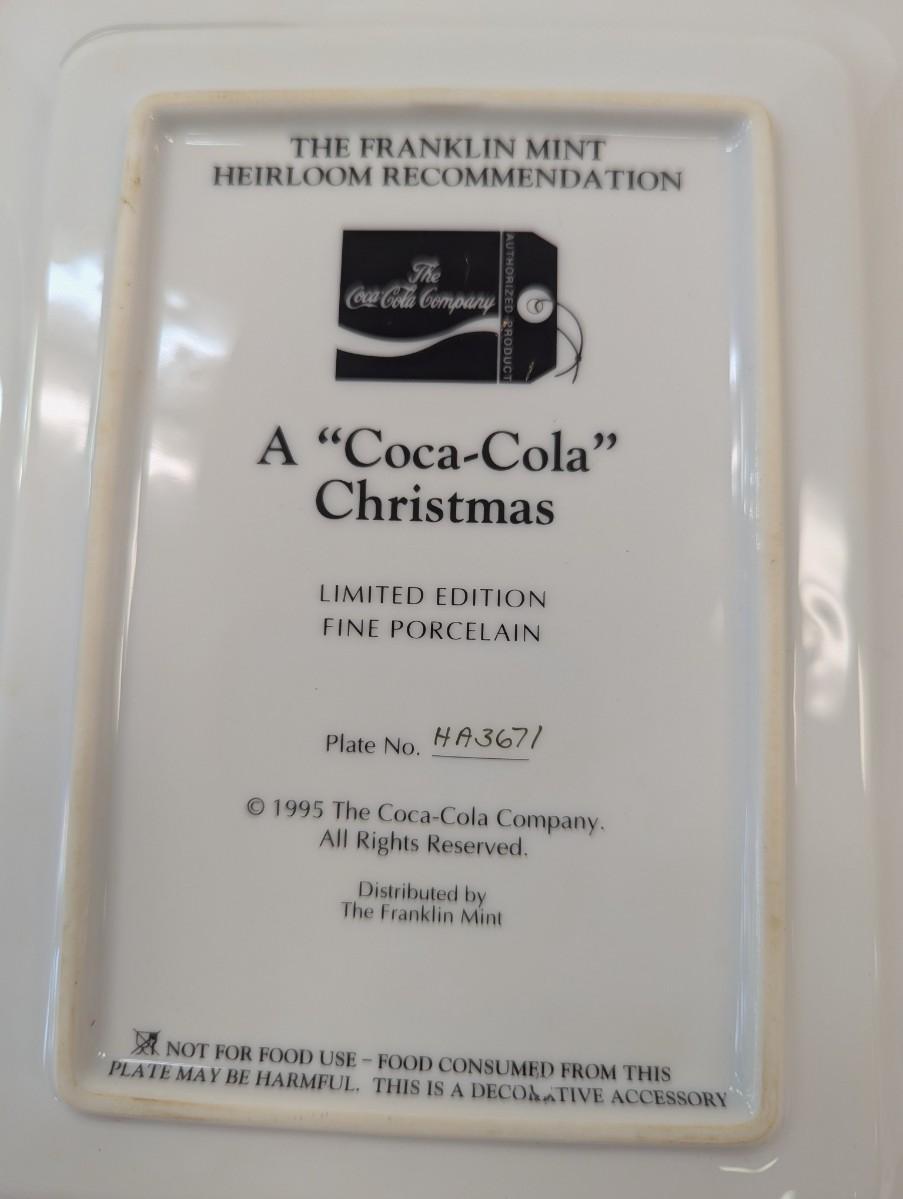 THE FRANKLIN MINT
HEIRLOOM RECOMMENDATION
The
Coca-Cola Company
AUTHORIZED PRODUCT
A “Coca-Cola”
Christmas
LIMITED EDITION
FINE PORCELAIN
Plate No. HA3671
© 1995 The Coca-Cola Company.
All Rights Reserved.
Distributed by
The Franklin Mint
NOT FOR FOOD USE – FOOD CONSUMED FROM THIS
PLATE MAY BE HARMFUL. THIS IS A DECORATIVE ACCESSORY